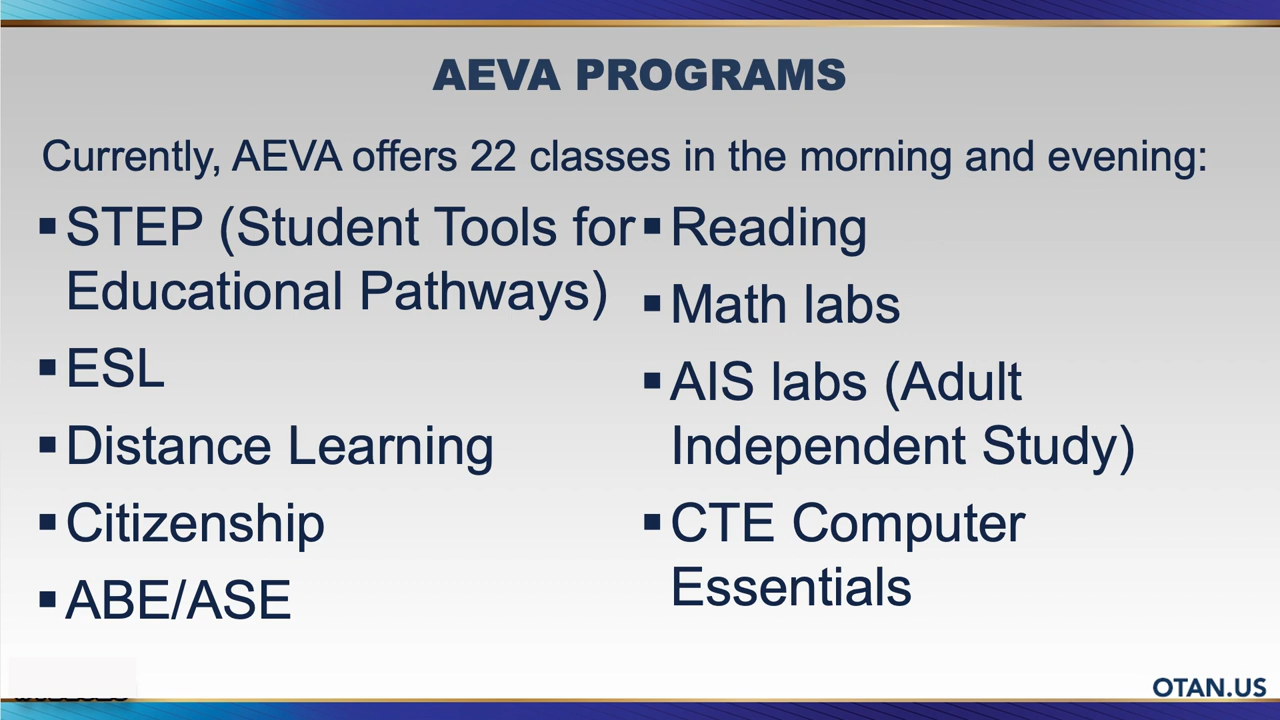 AEVA PROGRAMS
Currently, AEVA offers 22 classes in the morning and evening:
▪ STEP (Student Tools for
Educational Pathways)
▪ ESL
▪ Distance Learning
▪ Citizenship
▪ ABE/ASE
▪ Reading
▪ Math labs
▪ AIS labs (Adult
Independent Study)
▪ CTE Computer
Essentials
OTAN.US